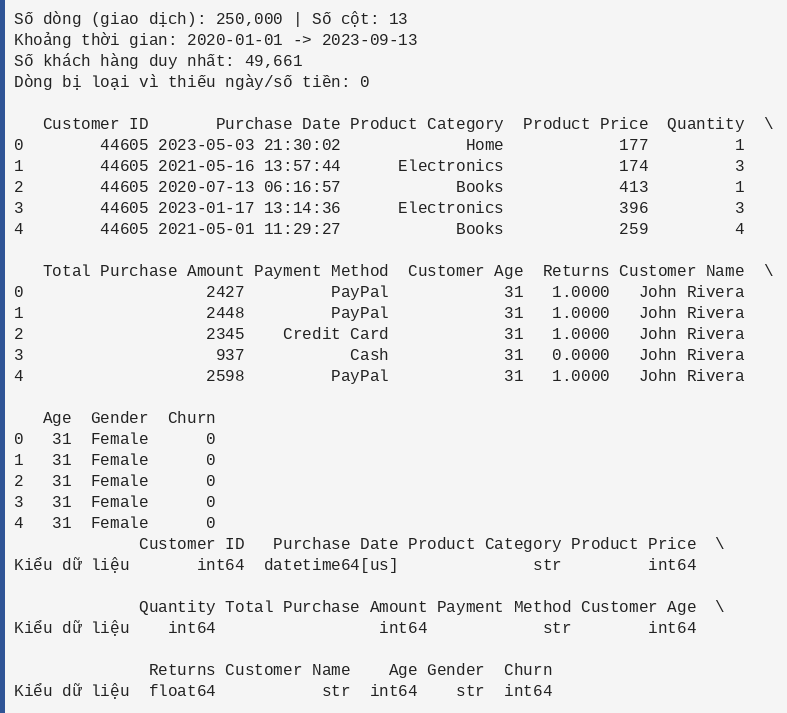 Số dòng (giao dịch): 250,000 | Số cột: 13
Khoảng thời gian: 2020-01-01 -> 2023-09-13
Số khách hàng duy nhất: 49,661
Dòng bị loại vì thiếu ngày/số tiền: 0

   Customer ID       Purchase Date Product Category  Product Price  Quantity  \
0        44605 2023-05-03 21:30:02             Home            177         1
1        44605 2021-05-16 13:57:44      Electronics            174         3
2        44605 2020-07-13 06:16:57            Books            413         1
3        44605 2023-01-17 13:14:36      Electronics            396         3
4        44605 2021-05-01 11:29:27            Books            259         4

   Total Purchase Amount Payment Method  Customer Age  Returns Customer Name  \
0                   2427         PayPal            31   1.0000   John Rivera
1                   2448         PayPal            31   1.0000   John Rivera
2                   2345    Credit Card            31   1.0000   John Rivera
3                    937           Cash            31   0.0000   John Rivera
4                   2598         PayPal            31   1.0000   John Rivera

   Age  Gender  Churn
0   31  Female      0
1   31  Female      0
2   31  Female      0
3   31  Female      0
4   31  Female      0
             Customer ID   Purchase Date Product Category Product Price  \
Kiểu dữ liệu       int64  datetime64[us]              str         int64

             Quantity Total Purchase Amount Payment Method Customer Age  \
Kiểu dữ liệu    int64                 int64            str        int64

              Returns Customer Name    Age Gender  Churn
Kiểu dữ liệu  float64           str  int64    str  int64